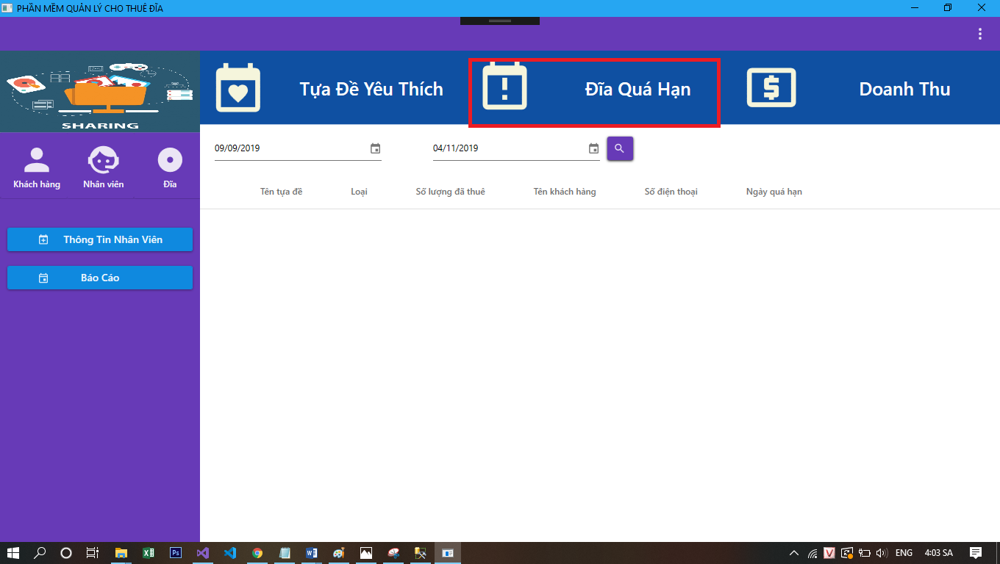 PHẦN MỀM QUẢN LÝ CHO THUÊ ĐĨA
SHARING
Tựa Đề Yêu Thích
Đĩa Quá Hạn
Doanh Thu
Khách hàng
Nhân viên
Đĩa
Thông Tin Nhân Viên
Báo Cáo
09/09/2019
04/11/2019
Tên tựa đề Loại Số lượng đã thuê Tên khách hàng Số điện thoại Ngày quá hạn
ENG 4:03 SA